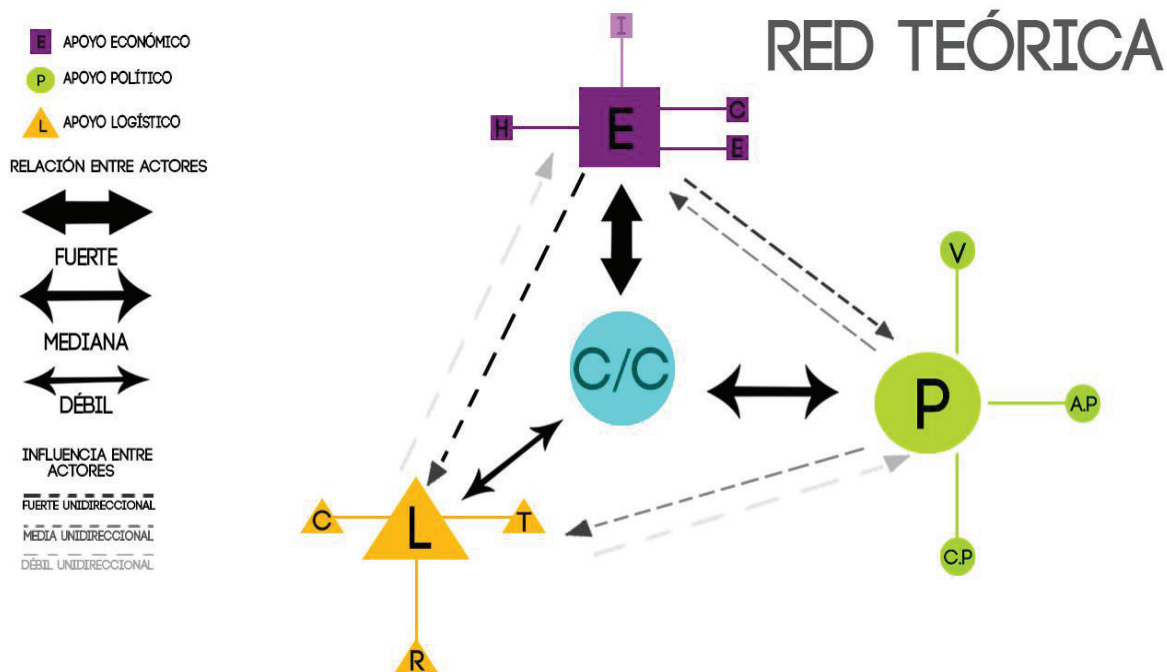 RED TEÓRICA
E APOYO ECONÓMICO
P APOYO POLÍTICO
L APOYO LOGÍSTICO
RELACIÓN ENTRE ACTORES
FUERTE
MEDIANA
DÉBIL
INFLUENCIA ENTRE
ACTORES
FUERTE UNIDIRECCIONAL
MEDIA UNIDIRECCIONAL
DÉBIL UNIDIRECCIONAL
I
H
E
C
E
C/C
V
P
A.P
C.P
C
L
T
R